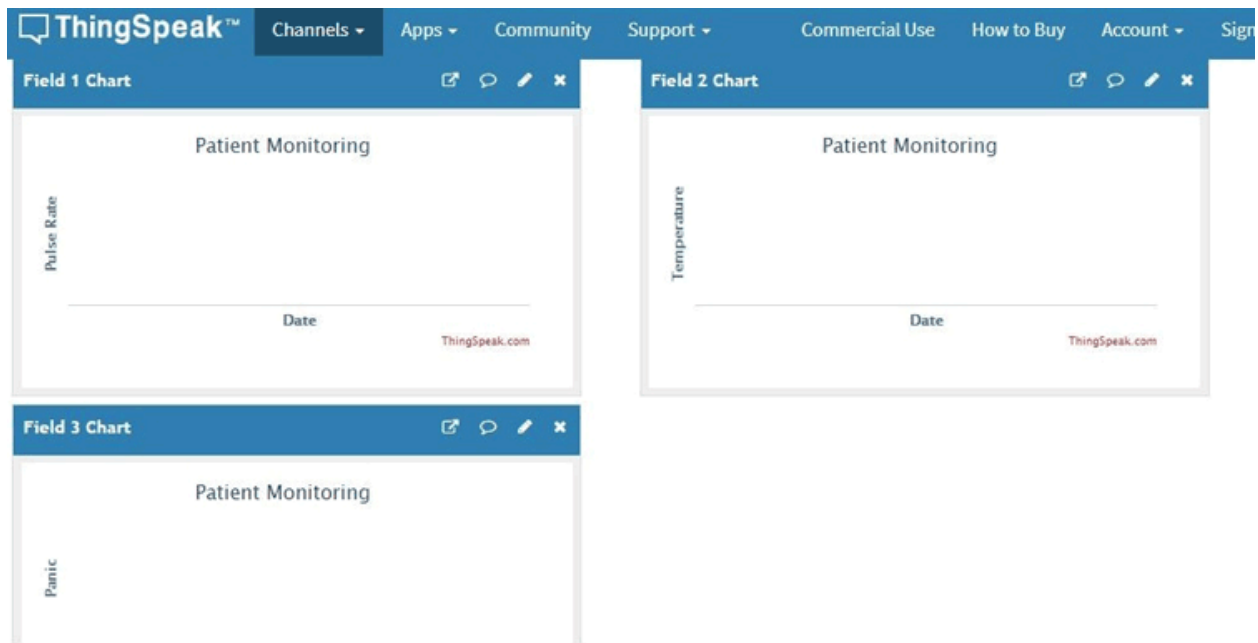 ThingSpeak™ Channels Apps Community Support Commercial Use How to Buy Account Sign
Field 1 Chart
Patient Monitoring
Pulse Rate
Date
ThingSpeak.com
Field 2 Chart
Patient Monitoring
Temperature
Date
ThingSpeak.com
Field 3 Chart
Patient Monitoring
Panic